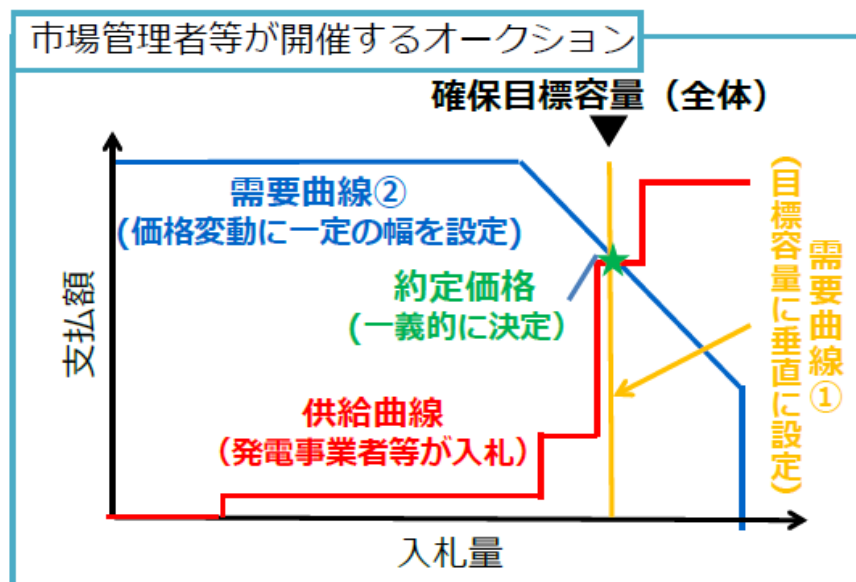 市場管理者等が開催するオークション
確保目標容量（全体）
需要曲線②
(価格変動に一定の幅を設定)
約定価格
(一義的に決定）
供給曲線
（発電事業者等が入札）
支払額
入札量
需要曲線①
(目標容量に垂直に設定)